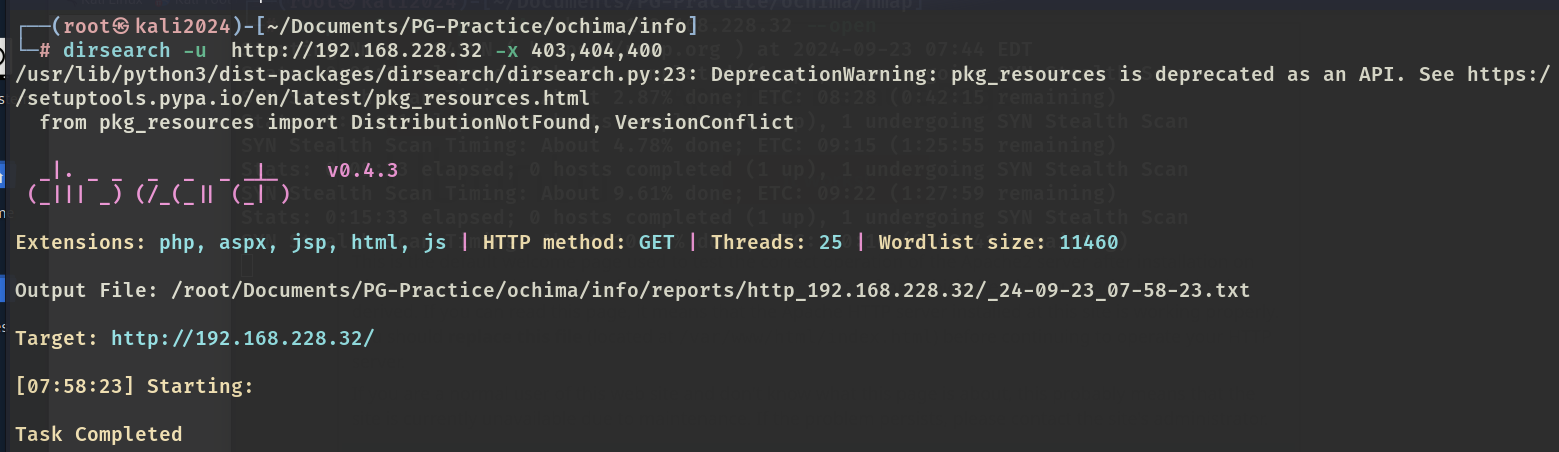 ┌──(root㉿kali2024)-[~/Documents/PG-Practice/ochima/info]
└─# dirsearch -u  http://192.168.228.32 -x 403,404,400
/usr/lib/python3/dist-packages/dirsearch/dirsearch.py:23: DeprecationWarning: pkg_resources is deprecated as an API. See https:/
/setuptools.pypa.io/en/latest/pkg_resources.html
  from pkg_resources import DistributionNotFound, VersionConflict
  _|. _ _  _  _  _ _|_    v0.4.3
 (_||| _) (/_(_|| (_| )
Extensions: php, aspx, jsp, html, js | HTTP method: GET | Threads: 25 | Wordlist size: 11460
Output File: /root/Documents/PG-Practice/ochima/info/reports/http_192.168.228.32/_24-09-23_07-58-23.txt
Target: http://192.168.228.32/
[07:58:23] Starting:
Task Completed